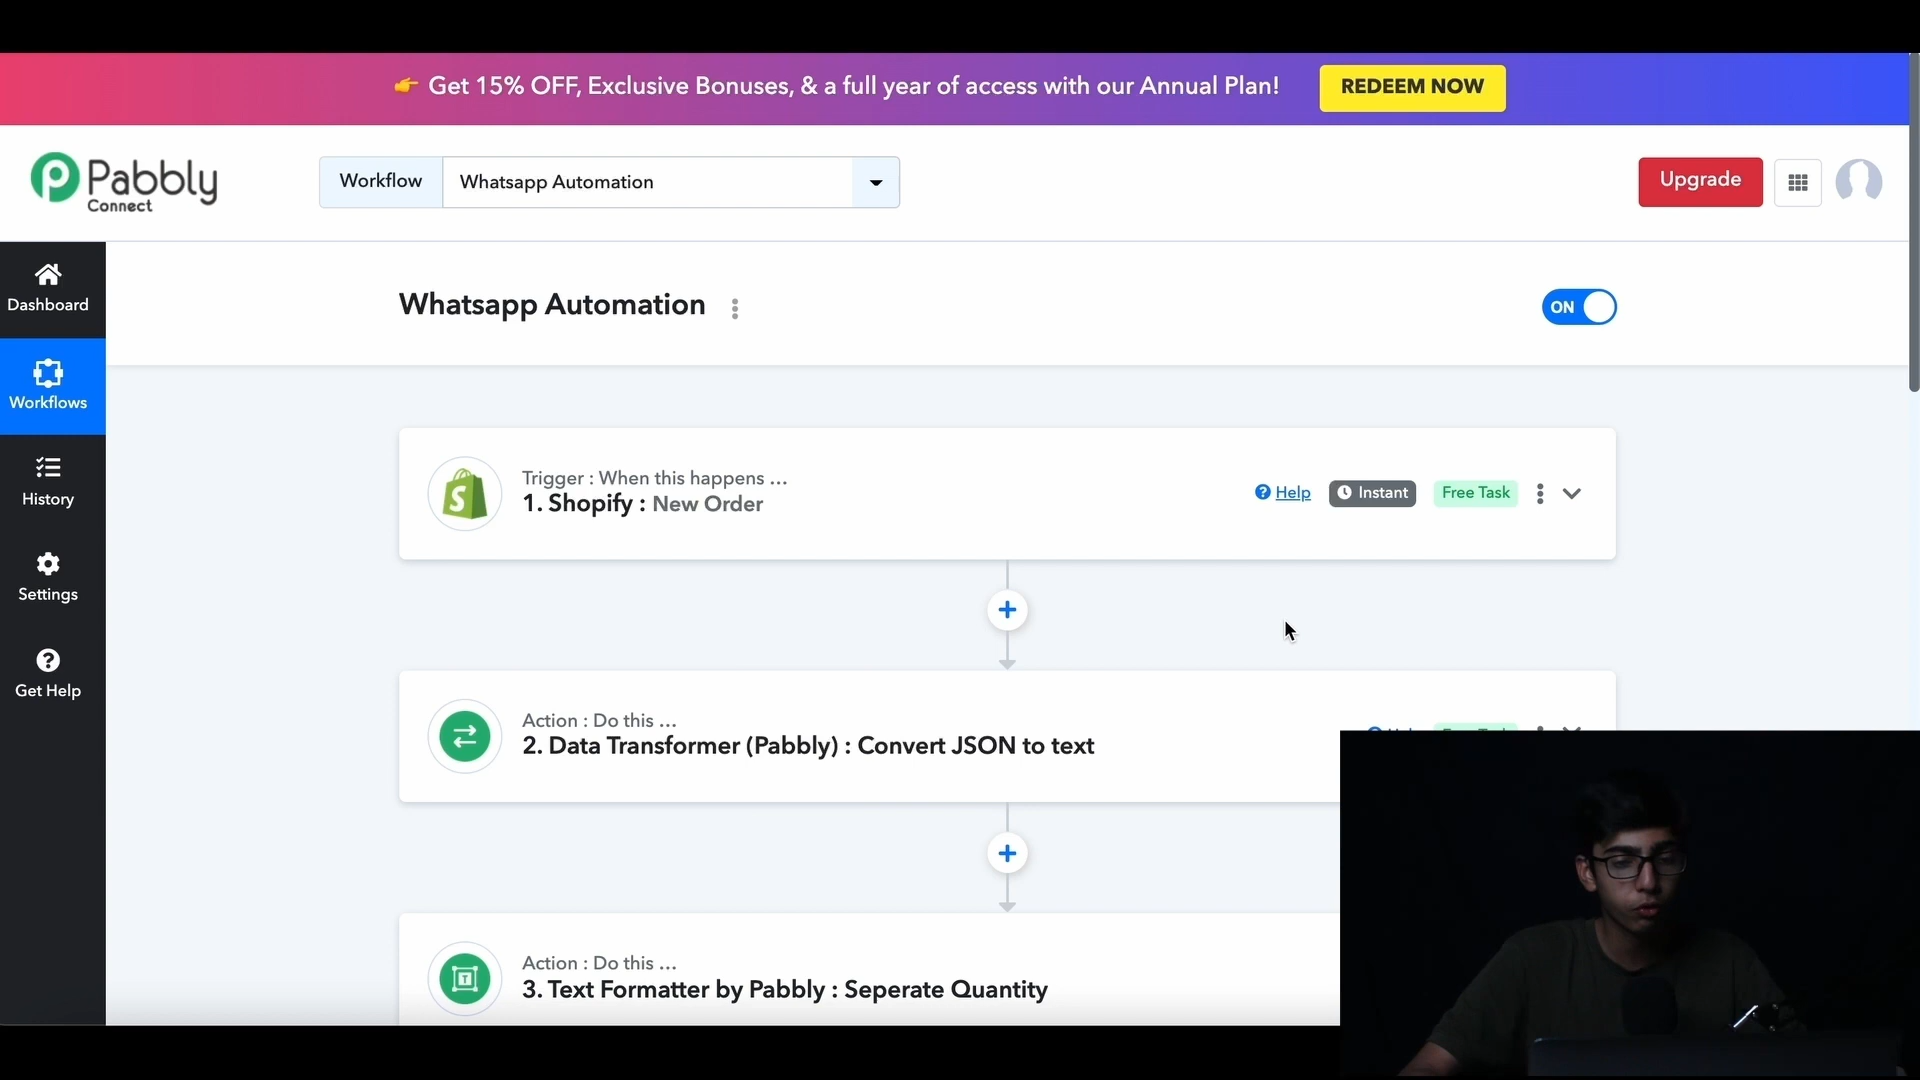 👉 Get 15% OFF, Exclusive Bonuses, & a full year of access with our Annual Plan! REDEEM NOW
Pabbly
Connect
Workflow Whatsapp Automation
Upgrade
Dashboard
Workflows
History
Settings
Get Help
Whatsapp Automation
ON
Trigger : When this happens ...
1. Shopify : New Order
Help Instant Free Task
Action : Do this ...
2. Data Transformer (Pabbly) : Convert JSON to text
Action : Do this ...
3. Text Formatter by Pabbly : Seperate Quantity